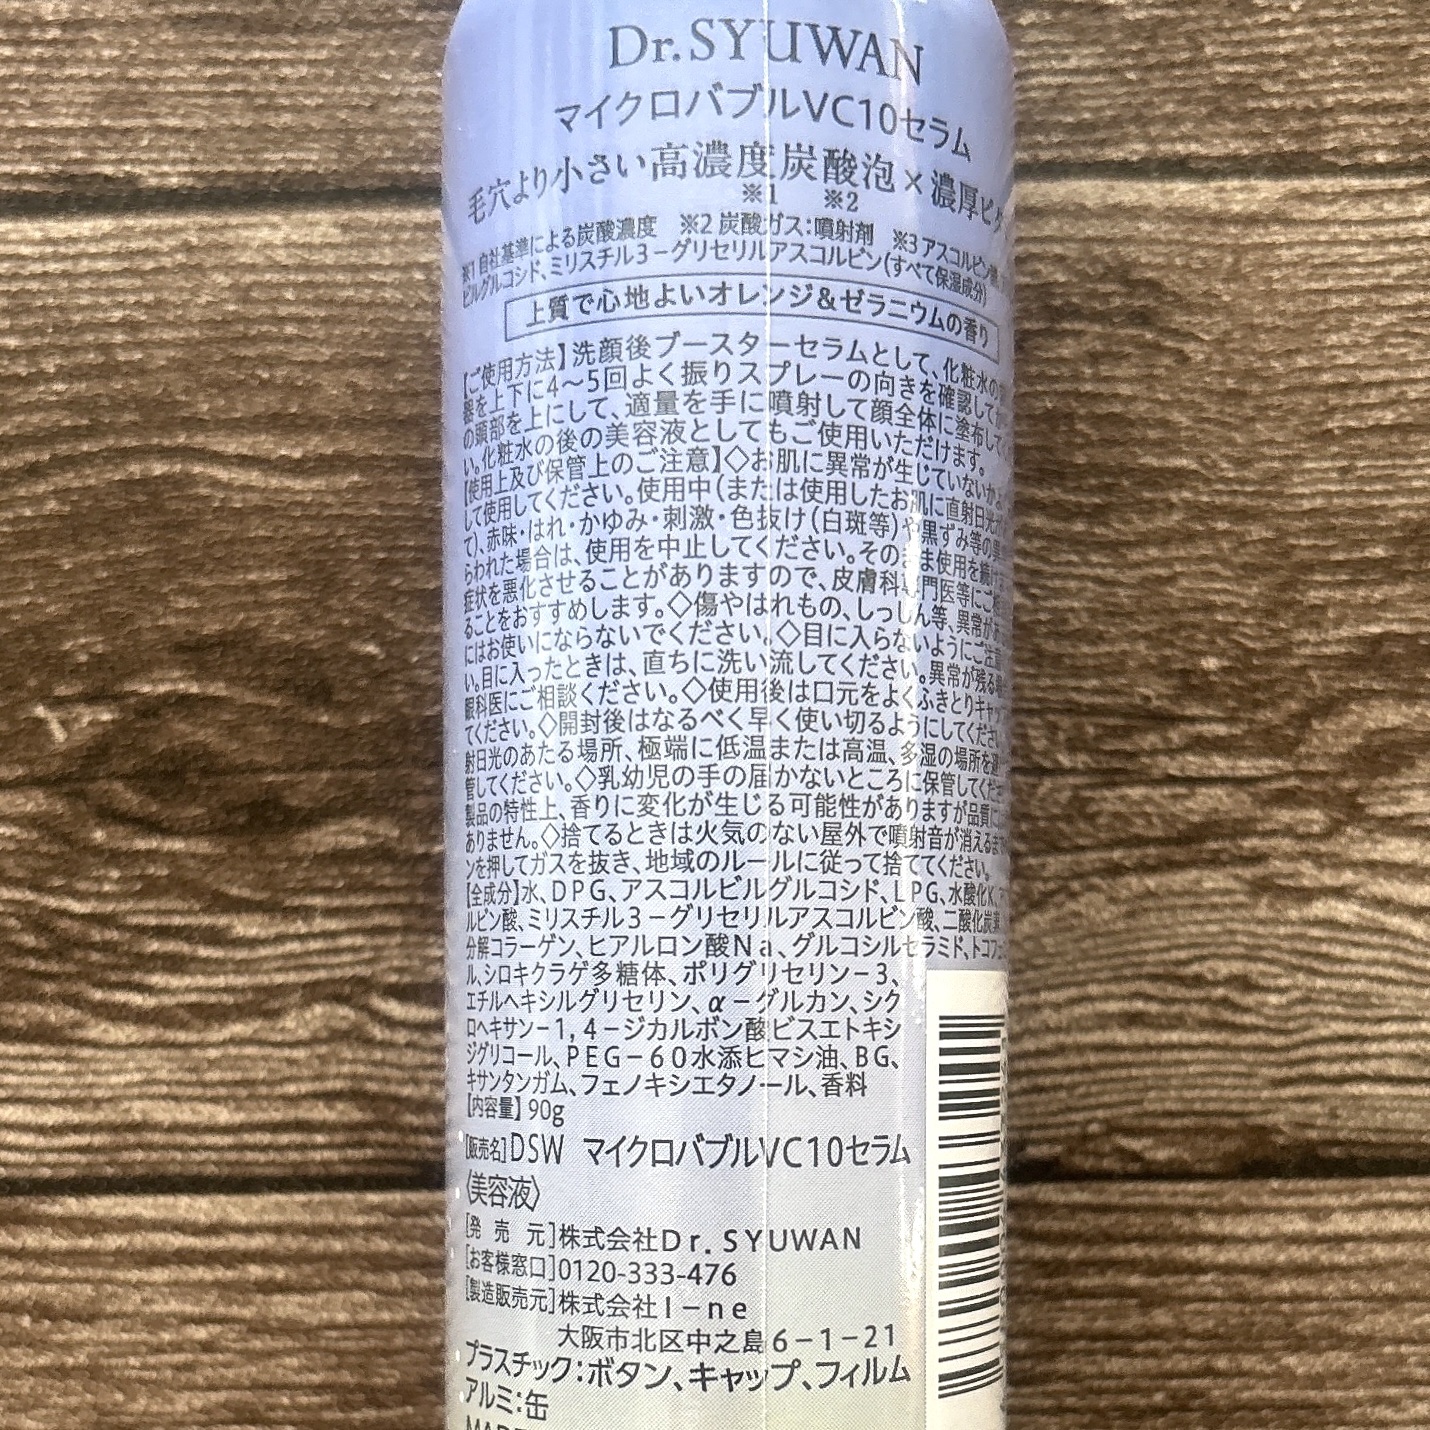 Dr.SYUWAN
マイクロバブルVC10セラム
毛穴より小さい高濃度炭酸泡×濃厚ビタ
※1 ※2
※1 自社基準による炭酸濃度 ※2 炭酸ガス:噴射剤 ※3 アスコルビン酸
ビルグルコシド、ミリスチル3-グリセリルアスコルビン(すべて保湿成分)
上質で心地よいオレンジ&ゼラニウムの香り
【ご使用方法】洗顔後ブースターセラムとして、化粧水の
器を上下に4〜5回よく振りスプレーの向きを確認して
の頭部を上にして、適量を手に噴射して顔全体に塗布して
い。化粧水の後の美容液としてもご使用いただけます。
【使用上及び保管上のご注意】◇お肌に異常が生じていないか
して使用してください。使用中(または使用したお肌に直射日光
て)、赤味・はれ・かゆみ・刺激・色抜け(白斑等)や黒ずみ等の
らわれた場合は、使用を中止してください。そのまま使用を続け
症状を悪化させることがありますので、皮膚科専門医等にご
ることをおすすめします。◇傷やはれもの、しっしん等、異常が
にはお使いにならないでください。◇目に入らないようにご注意
い。目に入ったときは、直ちに洗い流してください。異常が残る
眼科医にご相談ください。◇使用後は口元をよくふきとりキャッ
てください。◇開封後はなるべく早く使い切るようにしてください
射日光のあたる場所、極端に低温または高温、多湿の場所を
管してください。◇乳幼児の手の届かないところに保管してくだ
製品の特性上、香りに変化が生じる可能性がありますが品質に
ありません。◇捨てるときは火気のない屋外で噴射音が消えるま
ンを押してガスを抜き、地域のルールに従って捨ててください。
【全成分】水、DPG、アスコルビルグルコシド、LPG、水酸化K、
ルビン酸、ミリスチル3-グリセリルアスコルビン酸、二酸化炭素
分解コラーゲン、ヒアルロン酸Na、グルコシルセラミド、トコフェ
ル、シロキクラゲ多糖体、ポリグリセリン-3、
エチルヘキシルグリセリン、α-グルカン、シク
ロヘキサン-1,4-ジカルボン酸ビスエトキシ
ジグリコール、PEG-60水添ヒマシ油、BG、
キサンタンガム、フェノキシエタノール、香料
【内容量】90g
[販売名]DSW マイクロバブルVC10セラム
〈美容液〉
[発売元]株式会社Dr.SYUWAN
[お客様窓口]0120-333-476
[製造販売元]株式会社I-ne
大阪市北区中之島6-1-21
プラスチック:ボタン、キャップ、フィルム
アルミ:缶